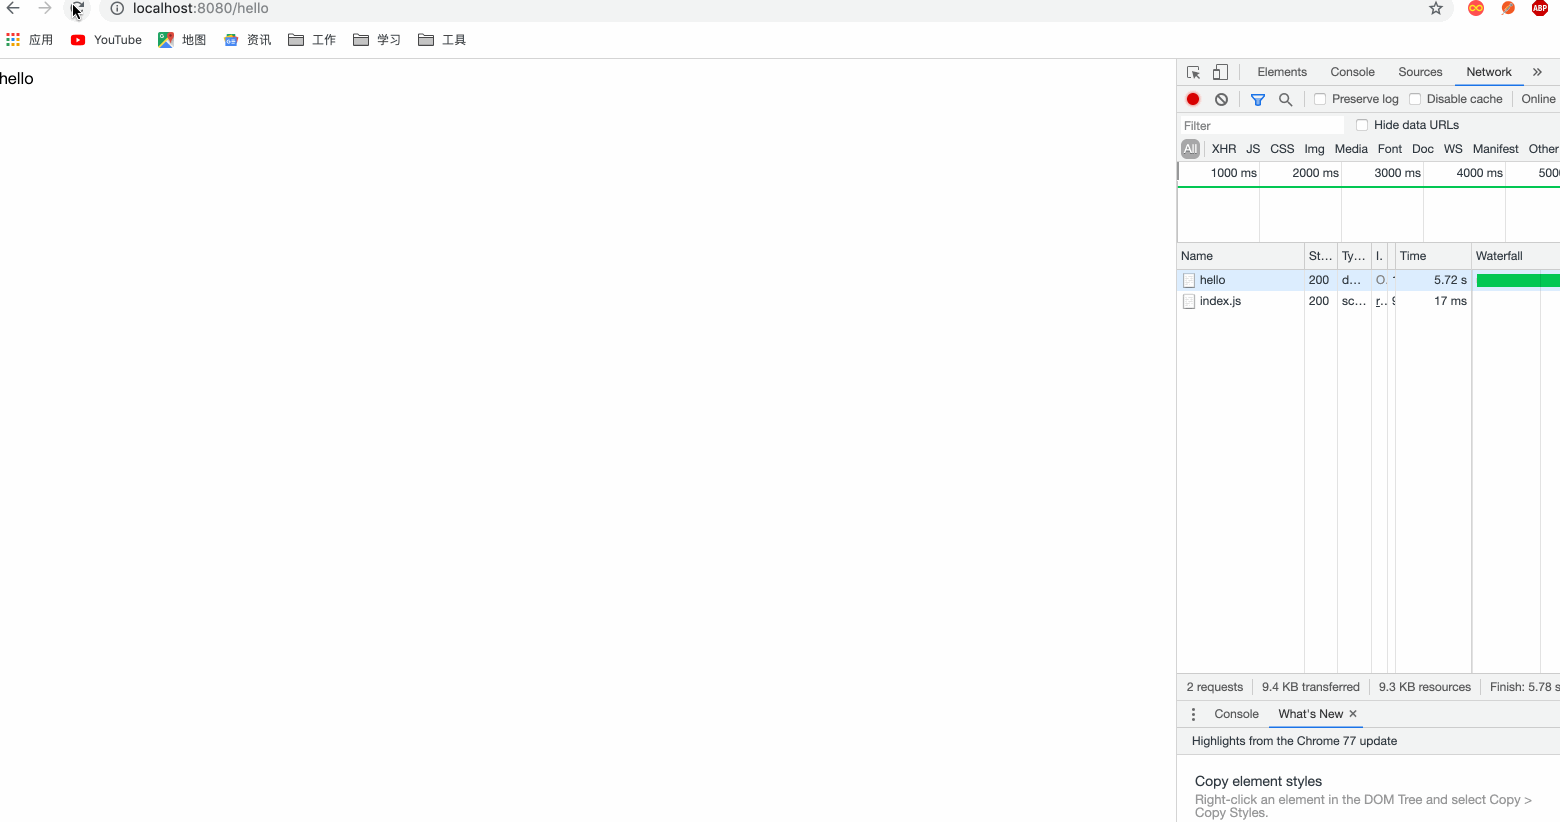 localhost:8080/hello
ABP
应用 YouTube 地图 资讯 工作 学习 工具
hello
Elements Console Sources Network »
Preserve log Disable cache Online
Filter Hide data URLs
All XHR JS CSS Img Media Font Doc WS Manifest Other
1000 ms 2000 ms 3000 ms 4000 ms 500
Name St... Ty... I. Time Waterfall
hello 200 d... O. 5.72 s
index.js 200 sc... r... 17 ms
2 requests 9.4 KB transferred 9.3 KB resources Finish: 5.78 s
Console What's New ×
Highlights from the Chrome 77 update
Copy element styles
Right-click an element in the DOM Tree and select Copy >
Copy Styles.